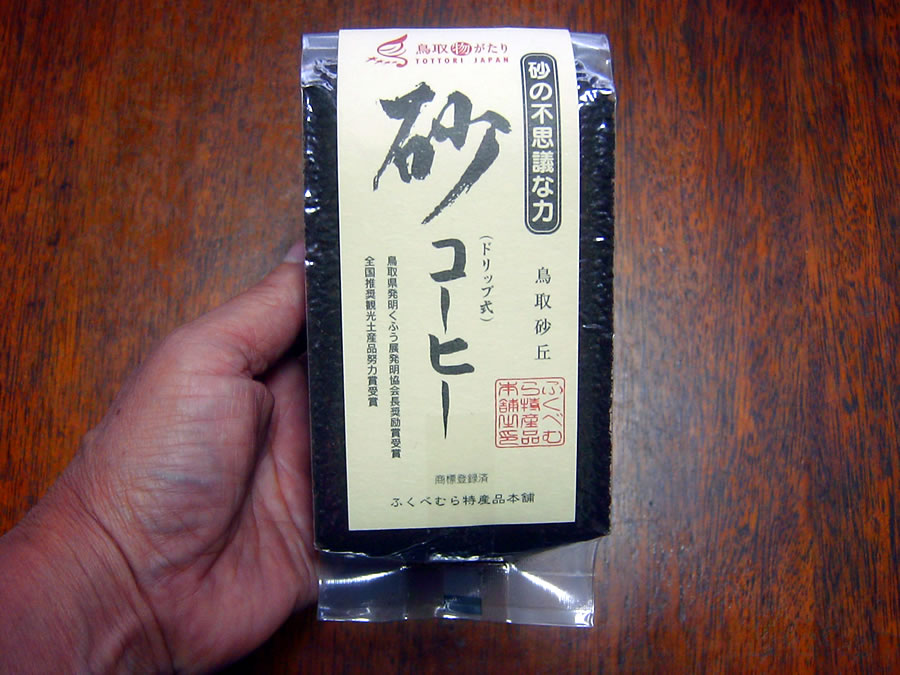 鳥取物がたり
TOTTORI JAPAN
砂の不思議な力
砂
コーヒー
(ドリップ式)
鳥取砂丘
鳥取県発明くふう展発明協会長奨励賞受賞
全国推奨観光土産品努力賞受賞
ふくべむ
ら特産品
本舗之印
商標登録済
ふくべむら特産品本舗